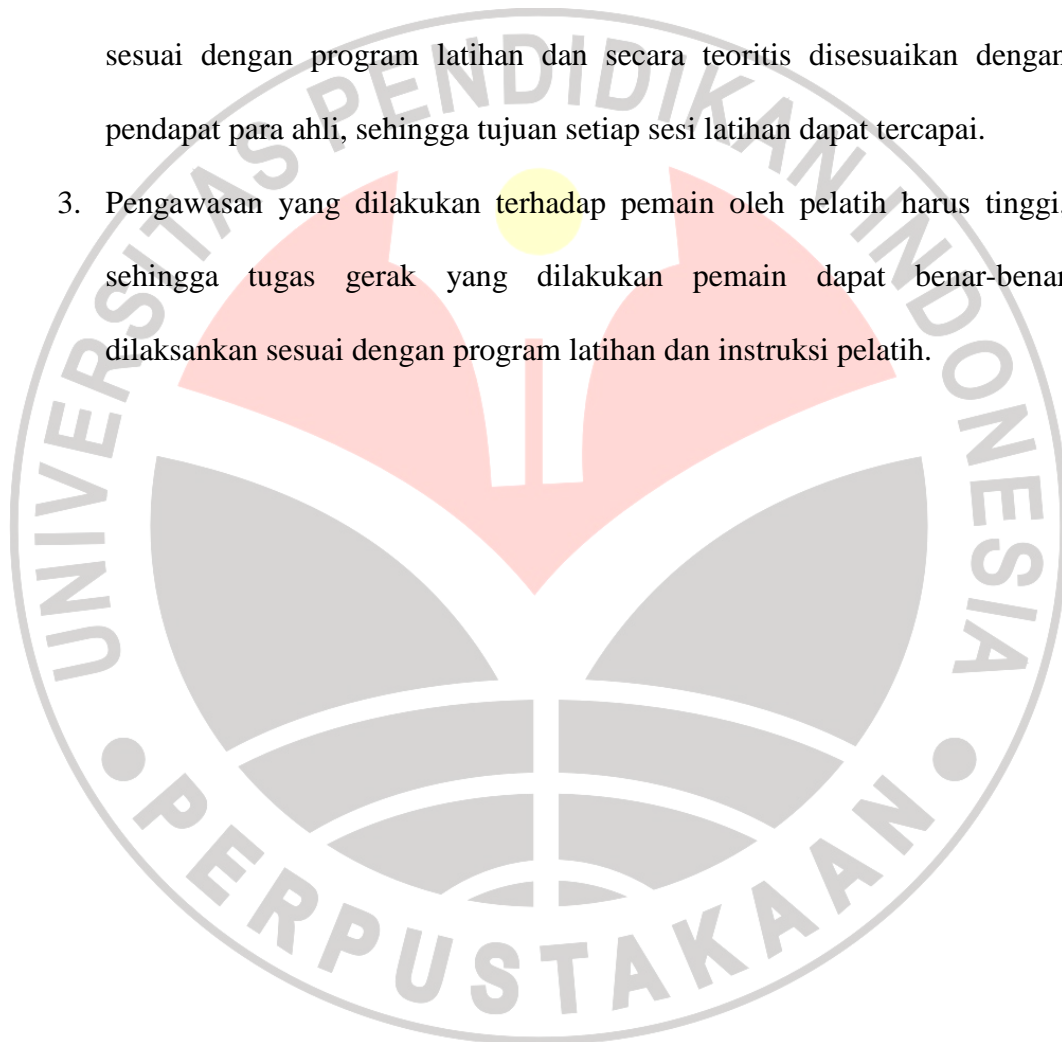 sesuai dengan program latihan dan secara teoritis disesuaikan dengan
pendapat para ahli, sehingga tujuan setiap sesi latihan dapat tercapai.
3. Pengawasan yang dilakukan terhadap pemain oleh pelatih harus tinggi,
sehingga tugas gerak yang dilakukan pemain dapat benar-benar
dilaksankan sesuai dengan program latihan dan instruksi pelatih.
UNIVERSITAS PENDIDIKAN INDONESIA
PERPUSTAKAAN